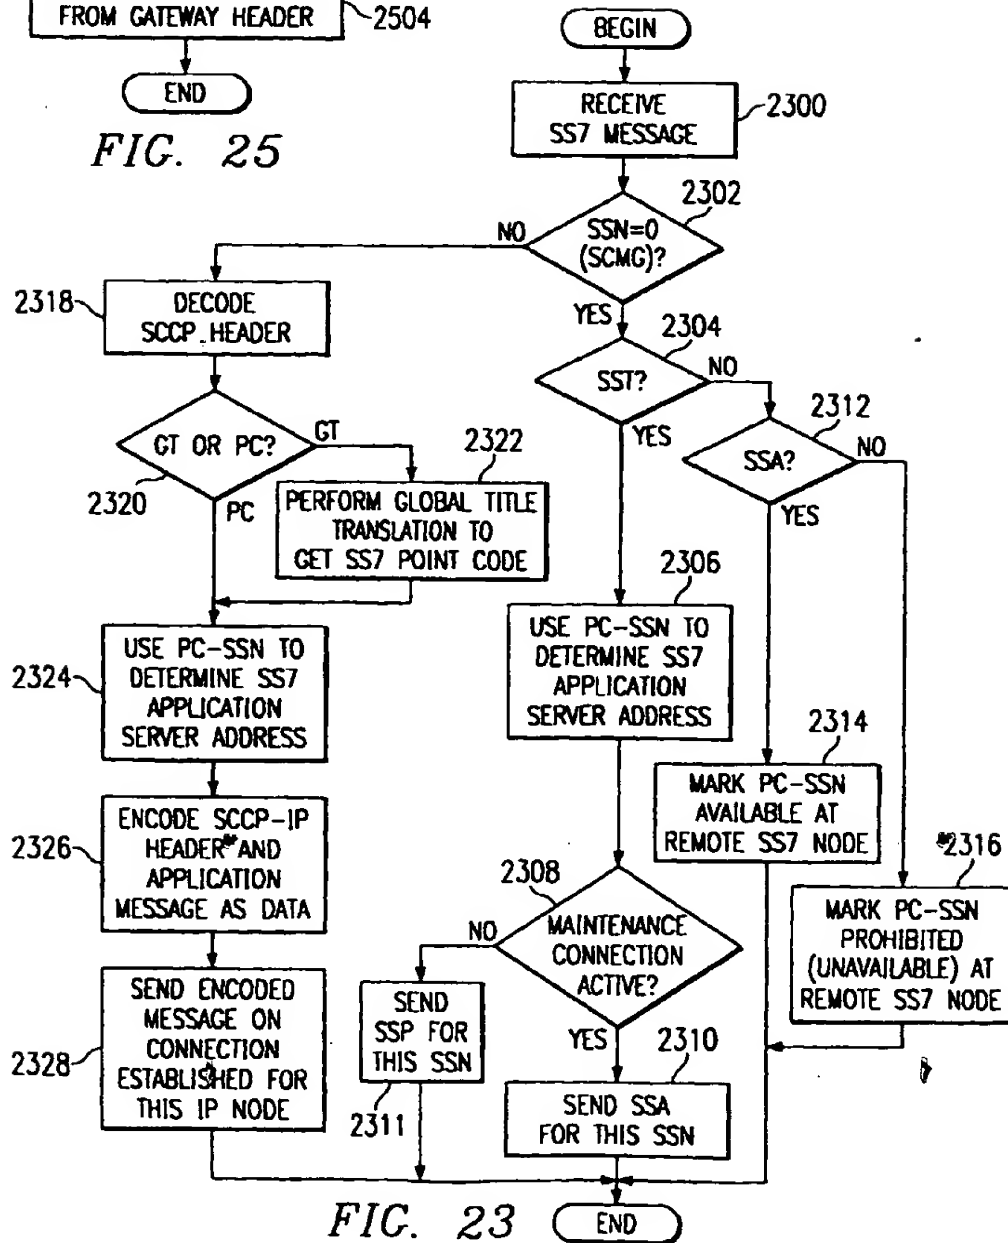 FROM GATEWAY HEADER
2504
END
FIG. 25
BEGIN
RECEIVE
SS7 MESSAGE
2300
2302
SSN=0
(SCMG)?
NO
YES
2318
DECODE
SCCP HEADER
2304
SST?
NO
YES
2312
SSA?
NO
YES
GT OR PC?
GT
2320
PC
2322
PERFORM GLOBAL TITLE
TRANSLATION TO
GET SS7 POINT CODE
2306
USE PC-SSN TO
DETERMINE SS7
APPLICATION
SERVER ADDRESS
2324
USE PC-SSN TO
DETERMINE SS7
APPLICATION
SERVER ADDRESS
2314
MARK PC-SSN
AVAILABLE AT
REMOTE SS7 NODE
2316
MARK PC-SSN
PROHIBITED
(UNAVAILABLE) AT
REMOTE SS7 NODE
2326
ENCODE SCCP-IP
HEADER AND
APPLICATION
MESSAGE AS DATA
2308
MAINTENANCE
CONNECTION
ACTIVE?
NO
YES
2328
SEND ENCODED
MESSAGE ON
CONNECTION
ESTABLISHED FOR
THIS IP NODE
SEND
SSP FOR
THIS SSN
2311
2310
SEND SSA
FOR THIS SSN
FIG. 23
END